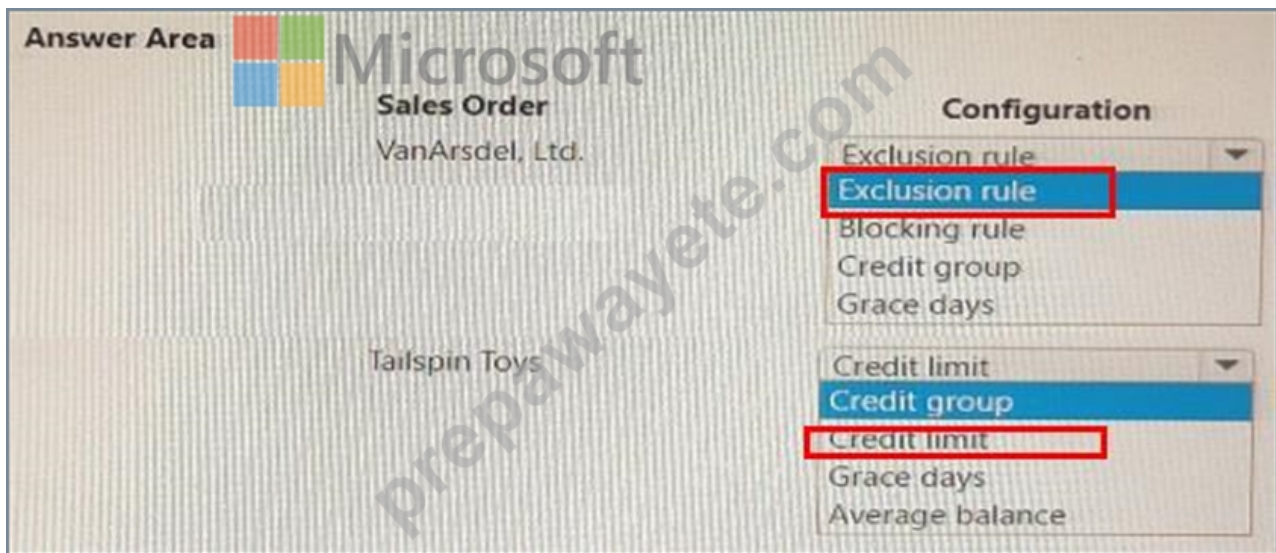 Answer Area
Microsoft
Sales Order
Configuration
VanArsdel, Ltd.
Exclusion rule
Exclusion rule
Blocking rule
Credit group
Grace days
Tailspin Toys
Credit limit
Credit group
Credit limit
Grace days
Average balance
prepawayete.com